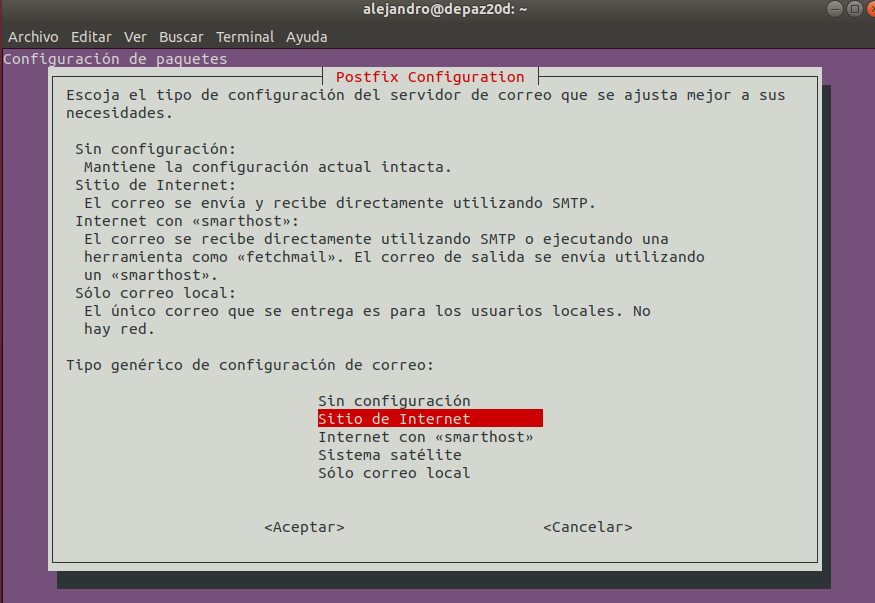 alejandro@depaz20d: ~
Archivo Editar Ver Buscar Terminal Ayuda
Configuración de paquetes
Postfix Configuration
Escoja el tipo de configuración del servidor de correo que se ajusta mejor a sus
necesidades.
Sin configuración:
Mantiene la configuración actual intacta.
Sitio de Internet:
El correo se envía y recibe directamente utilizando SMTP.
Internet con «smarthost»:
El correo se recibe directamente utilizando SMTP o ejecutando una
herramienta como «fetchmail». El correo de salida se envía utilizando
un «smarthost».
Sólo correo local:
El único correo que se entrega es para los usuarios locales. No
hay red.
Tipo genérico de configuración de correo:
Sin configuración
Sitio de Internet
Internet con «smarthost»
Sistema satélite
Sólo correo local
<Aceptar> <Cancelar>